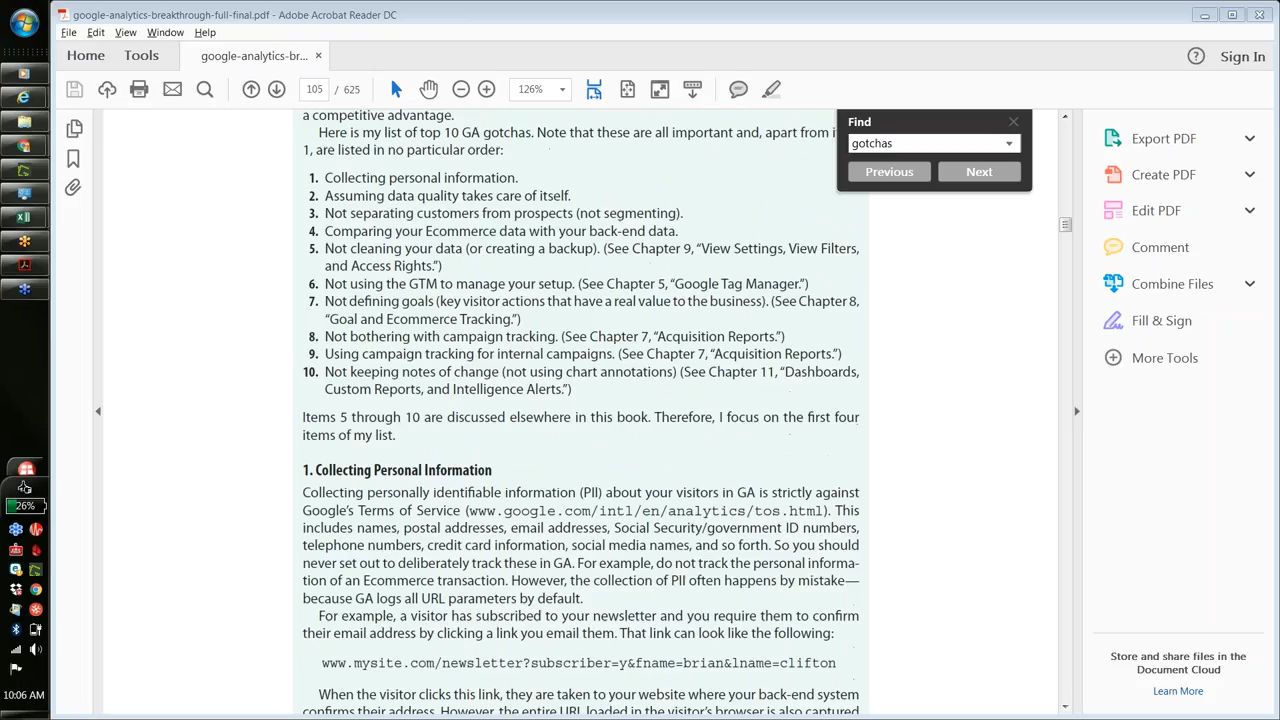 google-analytics-breakthrough-full-final.pdf - Adobe Acrobat Reader DC
File Edit View Window Help
Home Tools google-analytics-br... × Sign In
105 / 625 126%
Find
gotchas
Previous Next
a competitive advantage.
Here is my list of top 10 GA gotchas. Note that these are all important and, apart from
1, are listed in no particular order:
1. Collecting personal information.
2. Assuming data quality takes care of itself.
3. Not separating customers from prospects (not segmenting).
4. Comparing your Ecommerce data with your back-end data.
5. Not cleaning your data (or creating a backup). (See Chapter 9, “View Settings, View Filters,
and Access Rights.”)
6. Not using the GTM to manage your setup. (See Chapter 5, “Google Tag Manager.”)
7. Not defining goals (key visitor actions that have a real value to the business). (See Chapter 8,
“Goal and Ecommerce Tracking.”)
8. Not bothering with campaign tracking. (See Chapter 7, “Acquisition Reports.”)
9. Using campaign tracking for internal campaigns. (See Chapter 7, “Acquisition Reports.”)
10. Not keeping notes of change (not using chart annotations) (See Chapter 11, “Dashboards,
Custom Reports, and Intelligence Alerts.”)
Items 5 through 10 are discussed elsewhere in this book. Therefore, I focus on the first four
items of my list.
1. Collecting Personal Information
Collecting personally identifiable information (PII) about your visitors in GA is strictly against
Google’s Terms of Service (www.google.com/intl/en/analytics/tos.html). This
includes names, postal addresses, email addresses, Social Security/government ID numbers,
telephone numbers, credit card information, social media names, and so forth. So you should
never set out to deliberately track these in GA. For example, do not track the personal informa-
tion of an Ecommerce transaction. However, the collection of PII often happens by mistake—
because GA logs all URL parameters by default.
For example, a visitor has subscribed to your newsletter and you require them to confirm
their email address by clicking a link you email them. That link can look like the following:
www.mysite.com/newsletter?subscriber=y&fname=brian&lname=clifton
When the visitor clicks this link, they are taken to your website where your back-end system
confirms their address. However, the entire URL loaded in the visitor's browser is also captured
Export PDF
Create PDF
Edit PDF
Comment
Combine Files
Fill & Sign
More Tools
Store and share files in the
Document Cloud
Learn More
26%
10:06 AM